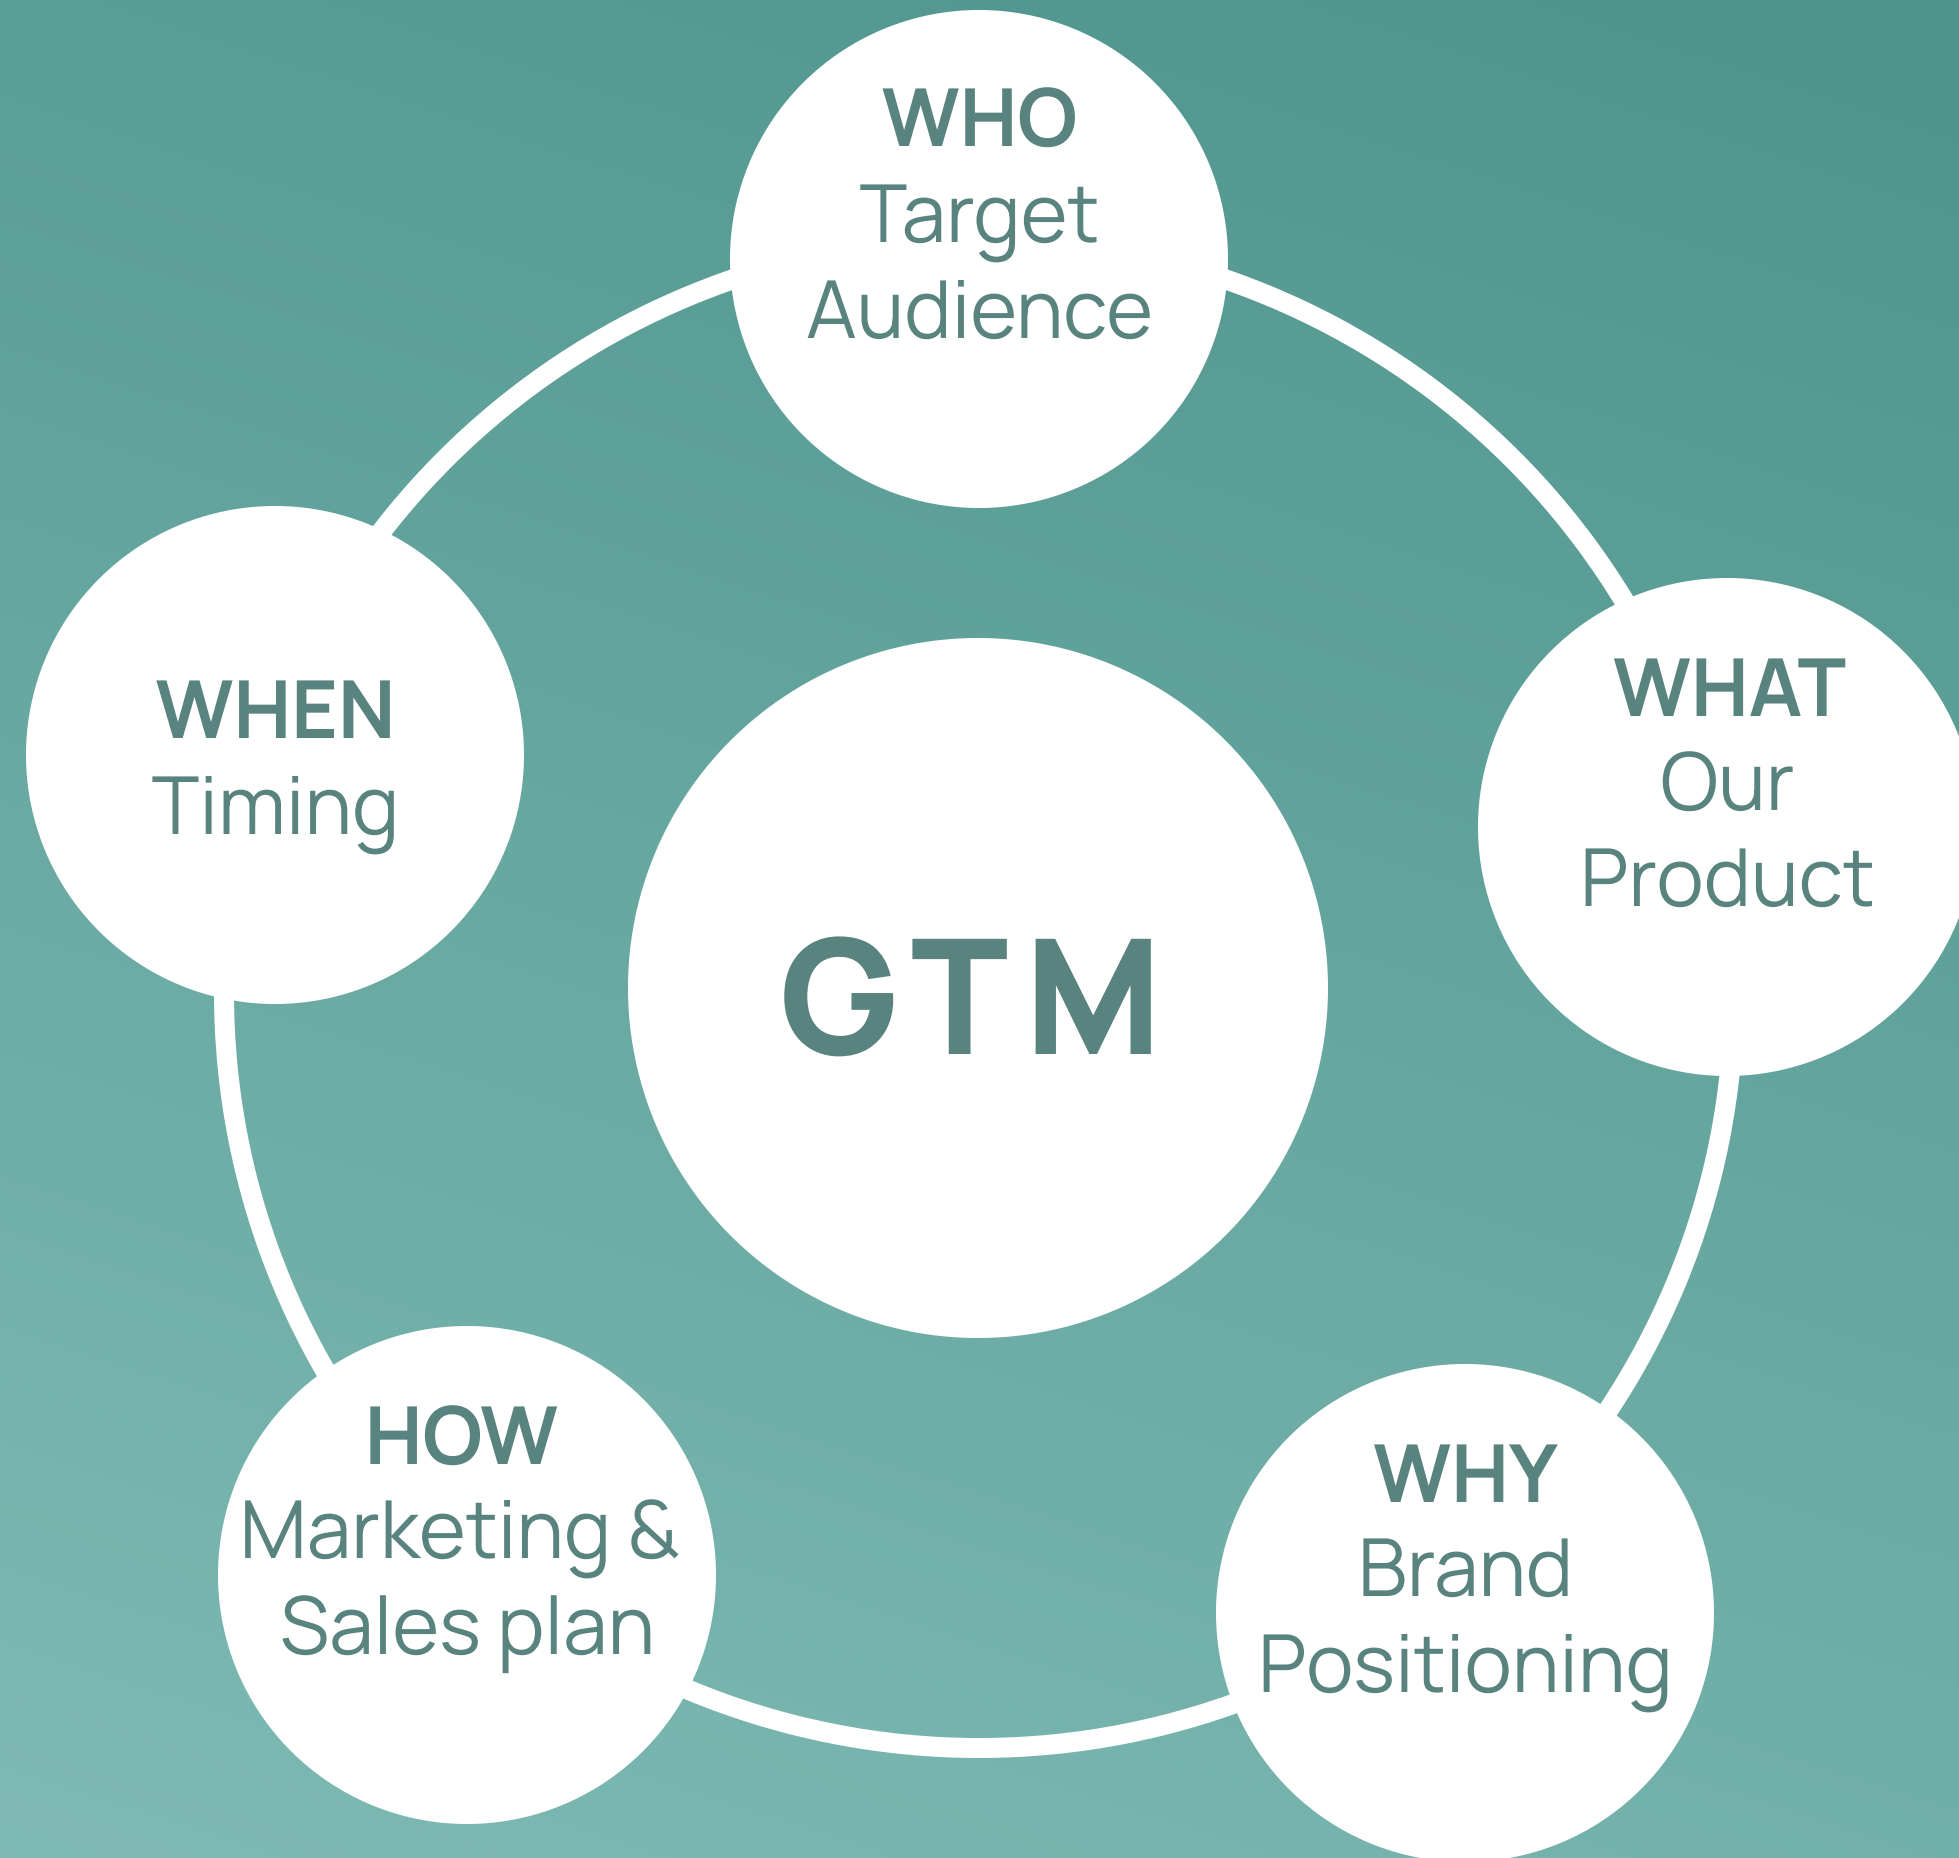 WHO
Target
Audience
WHEN
Timing
WHAT
Our
Product
GTM
HOW
Marketing &
Sales plan
WHY
Brand
Positioning